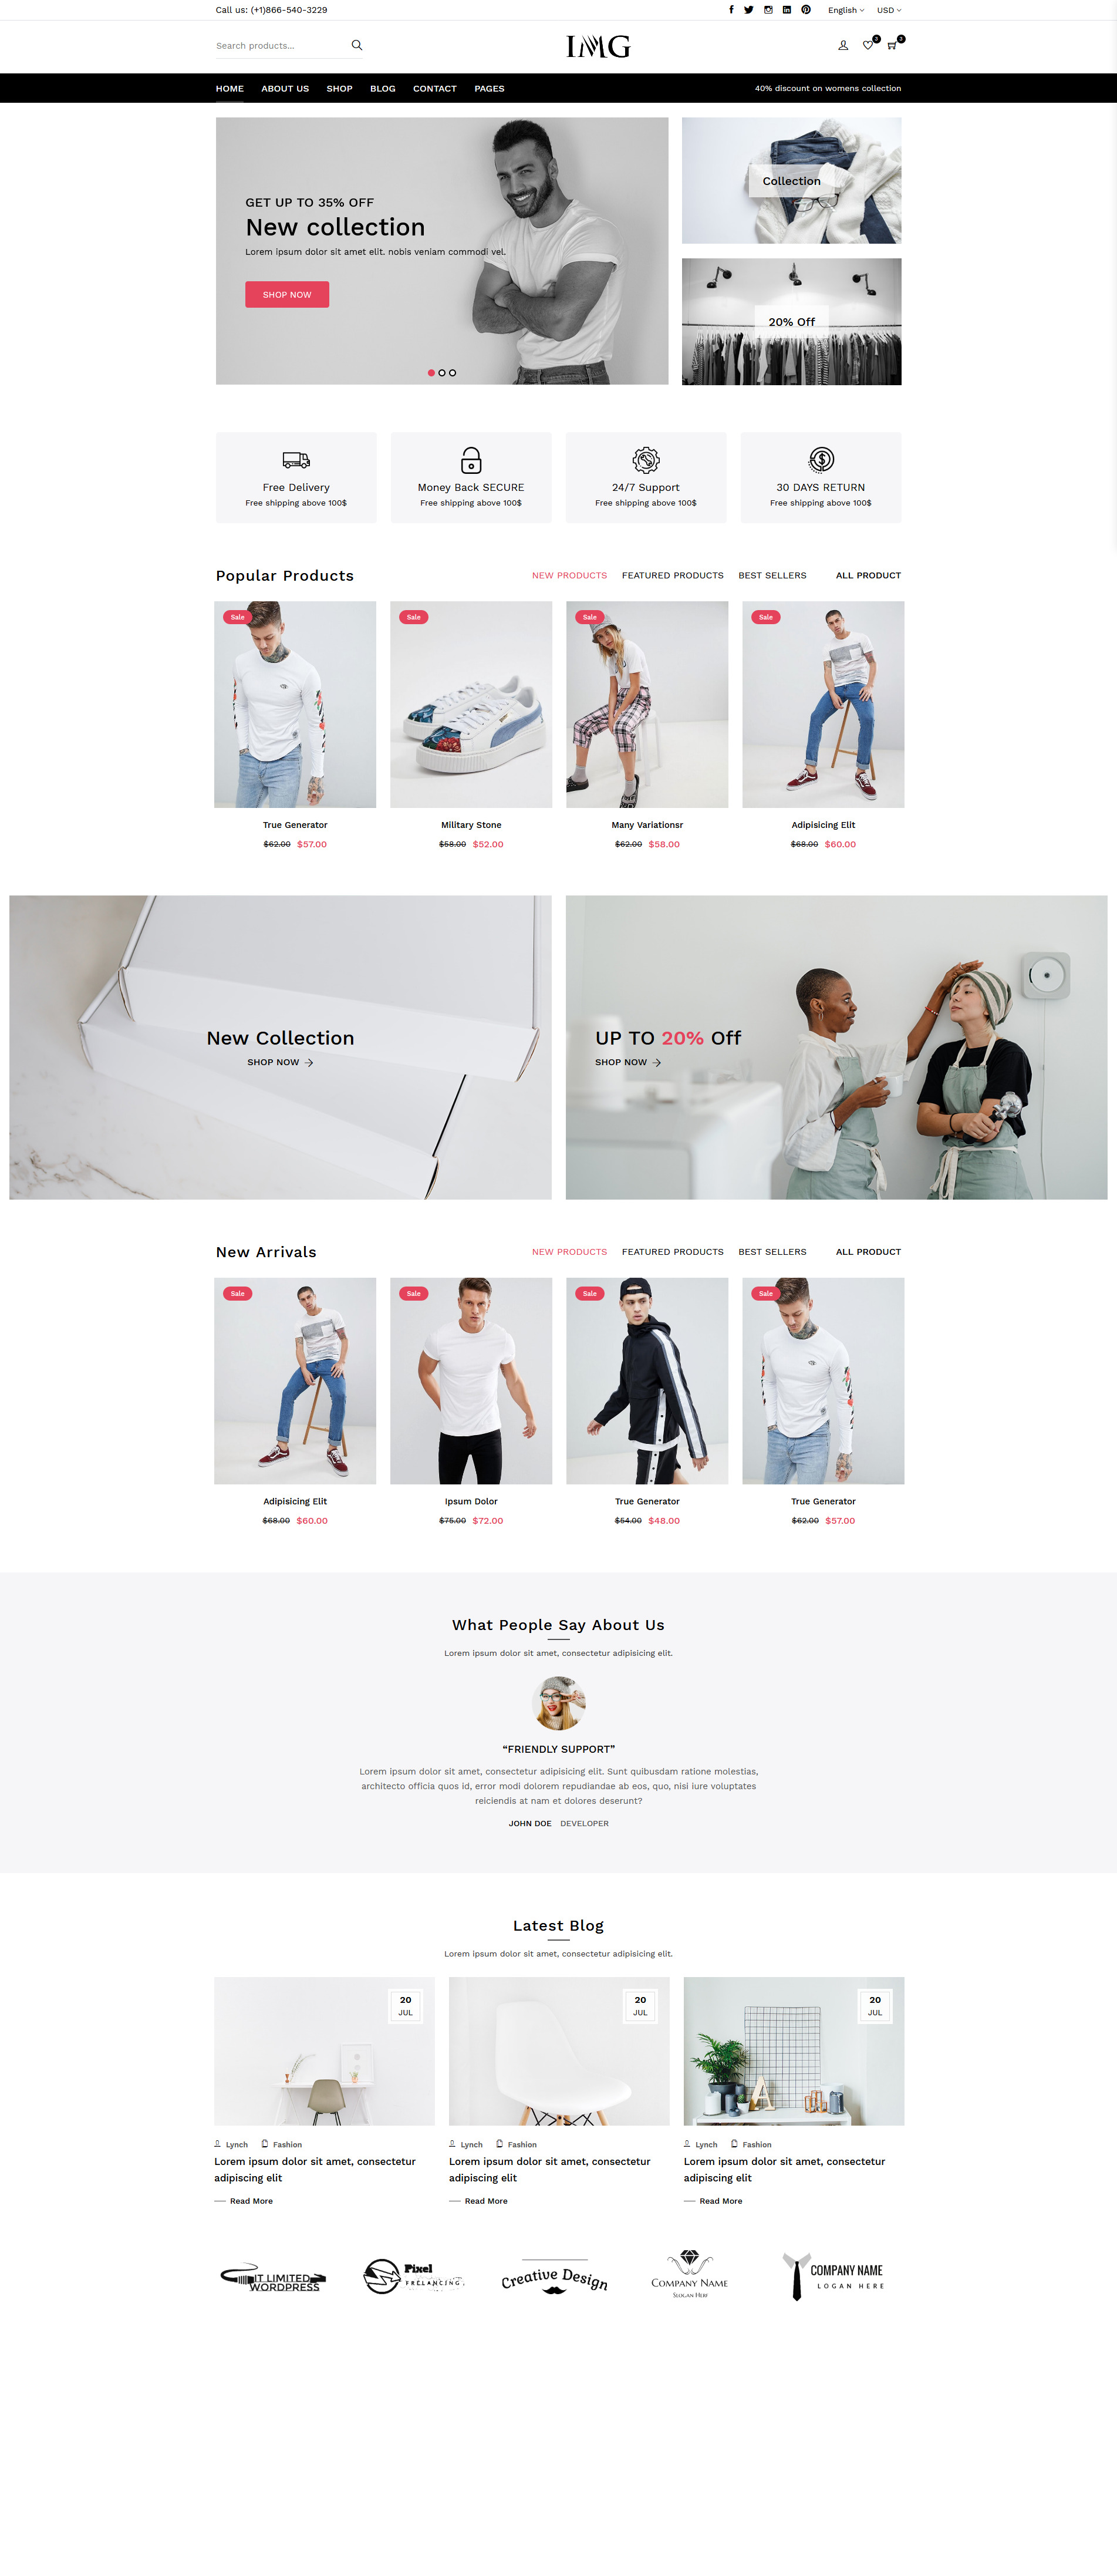 Call us: (+1)866-540-3229
English
USD
Search products...
IMG
3
3
HOME ABOUT US SHOP BLOG CONTACT PAGES
40% discount on womens collection
GET UP TO 35% OFF
New collection
Lorem ipsum dolor sit amet elit. nobis veniam commodi vel.
SHOP NOW
Collection
20% Off
Free Delivery
Free shipping above 100$
Money Back SECURE
Free shipping above 100$
24/7 Support
Free shipping above 100$
30 DAYS RETURN
Free shipping above 100$
Popular Products
NEW PRODUCTS FEATURED PRODUCTS BEST SELLERS ALL PRODUCT
Sale
True Generator
$62.00 $57.00
Sale
Military Stone
$58.00 $52.00
Sale
Many Variationsr
$62.00 $58.00
Sale
Adipisicing Elit
$68.00 $60.00
New Collection
SHOP NOW
UP TO 20% Off
SHOP NOW
New Arrivals
NEW PRODUCTS FEATURED PRODUCTS BEST SELLERS ALL PRODUCT
Sale
Adipisicing Elit
$68.00 $60.00
Sale
Ipsum Dolor
$75.00 $72.00
Sale
True Generator
$54.00 $48.00
Sale
True Generator
$62.00 $57.00
What People Say About Us
Lorem ipsum dolor sit amet, consectetur adipisicing elit.
“FRIENDLY SUPPORT”
Lorem ipsum dolor sit amet, consectetur adipisicing elit. Sunt quibusdam ratione molestias,
architecto officia quos id, error modi dolorem repudiandae ab eos, quo, nisi iure voluptates
reiciendis at nam et dolores deserunt?
JOHN DOE DEVELOPER
Latest Blog
Lorem ipsum dolor sit amet, consectetur adipisicing elit.
20
JUL
Lynch Fashion
Lorem ipsum dolor sit amet, consectetur
adipiscing elit
Read More
20
JUL
Lynch Fashion
Lorem ipsum dolor sit amet, consectetur
adipiscing elit
Read More
20
JUL
A
Lynch Fashion
Lorem ipsum dolor sit amet, consectetur
adipiscing elit
Read More
IT LIMITED
WORDPRESS
Pixel
FRELANCING
Creative Design
COMPANY NAME
SLOGAN HERE
COMPANY NAME
LOGAN HERE